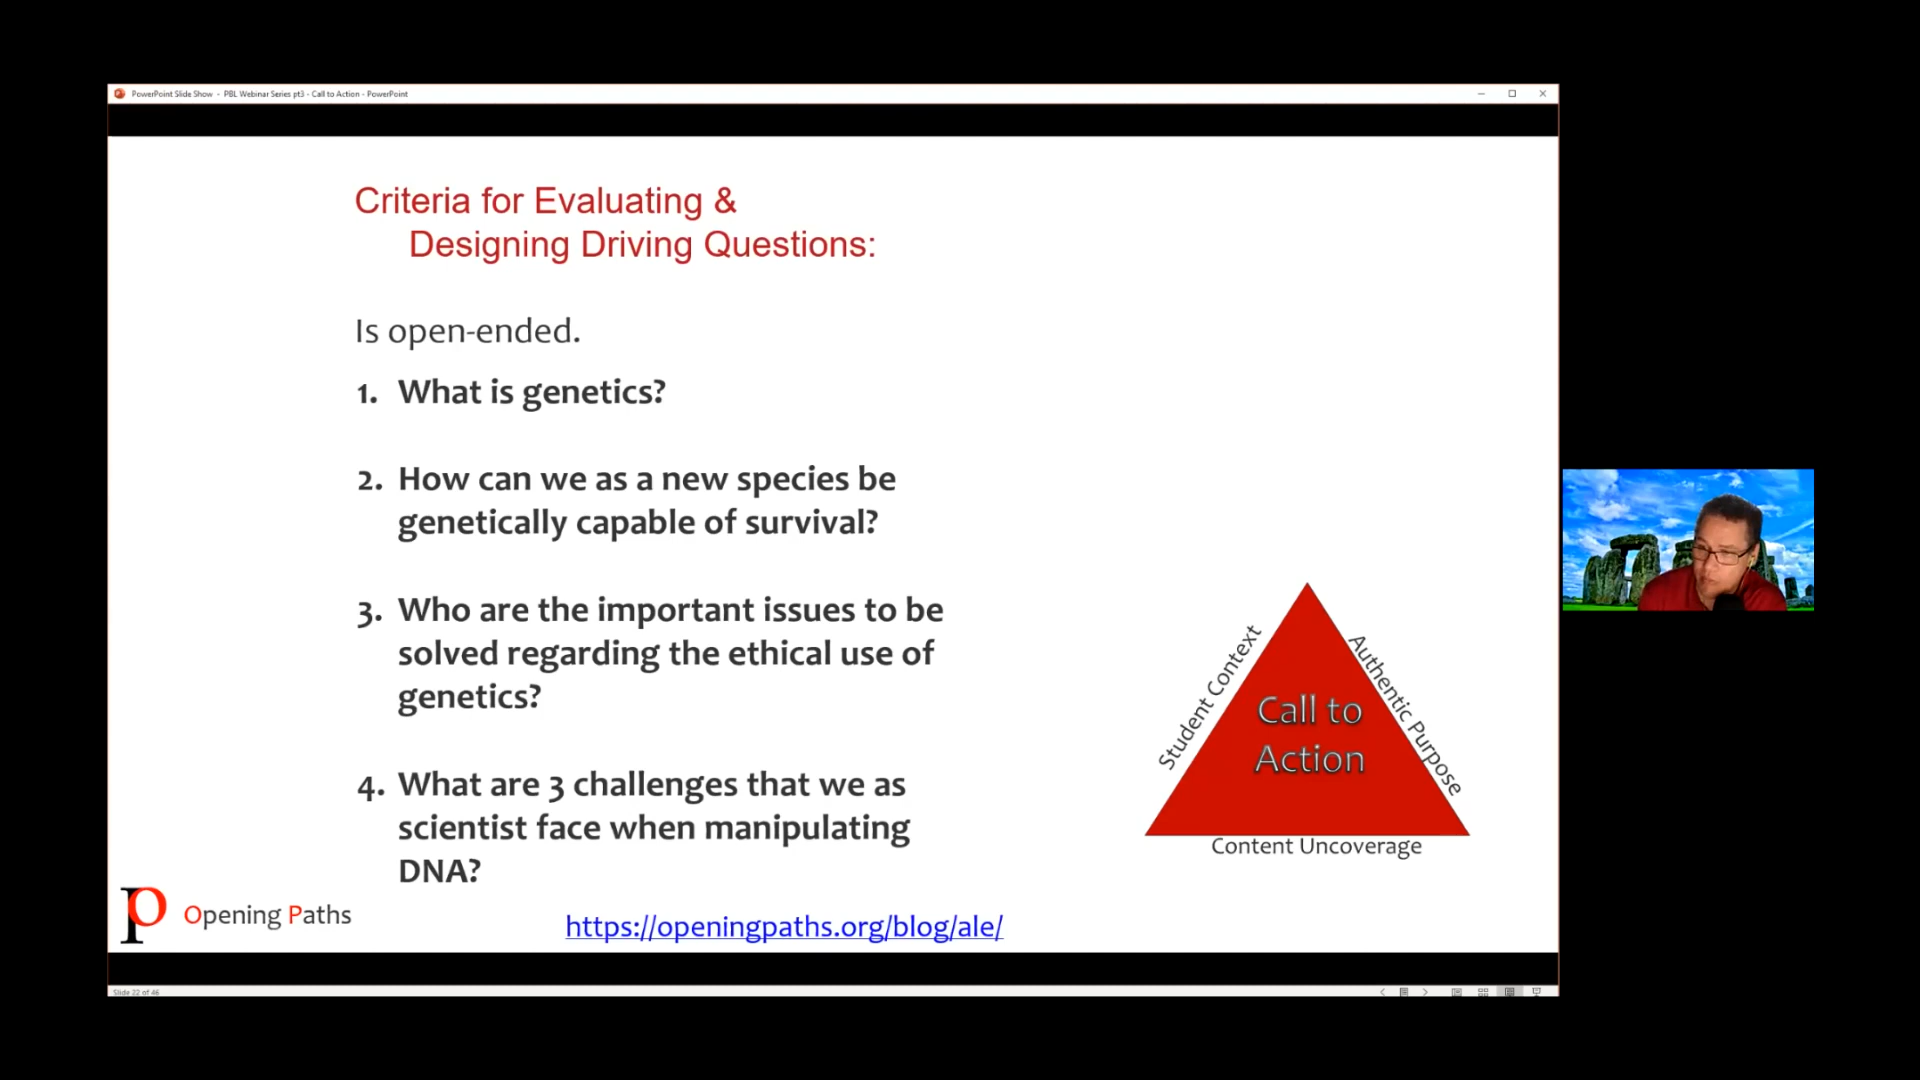 PowerPoint Slide Show - PBL Webinar Series pt3 - Call to Action - PowerPoint
Criteria for Evaluating &
Designing Driving Questions:
Is open-ended.
1. What is genetics?
2. How can we as a new species be
genetically capable of survival?
3. Who are the important issues to be
solved regarding the ethical use of
genetics?
4. What are 3 challenges that we as
scientist face when manipulating
DNA?
Student Context
Authentic Purpose
Call to
Action
Content Uncoverage
Opening Paths
https://openingpaths.org/blog/ale/
Slide 22 of 46